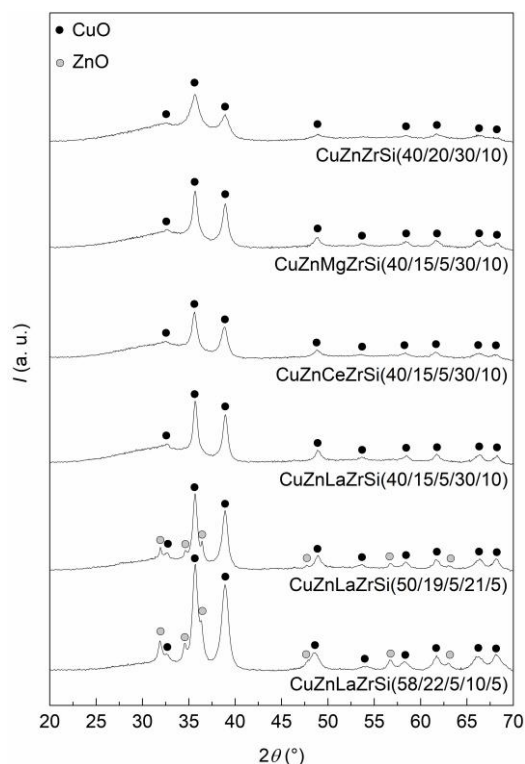 CuO
ZnO
CuZnZrSi(40/20/30/10)
CuZnMgZrSi(40/15/5/30/10)
CuZnCeZrSi(40/15/5/30/10)
CuZnLaZrSi(40/15/5/30/10)
CuZnLaZrSi(50/19/5/21/5)
CuZnLaZrSi(58/22/5/10/5)
I (a. u.)
20 25 30 35 40 45 50 55 60 65 70
2θ (°)